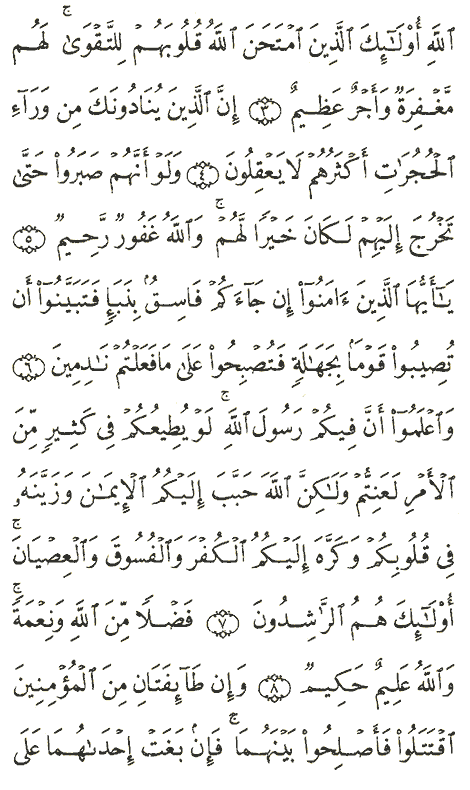 ٱللَّهِ أُوْلَٰٓئِكَ ٱلَّذِينَ ٱمْتَحَنَ ٱللَّهُ قُلُوبَهُمْ لِلتَّقْوَىٰ ۚ لَهُم
مَّغْفِرَةٌ وَأَجْرٌ عَظِيمٌ ﴿٣﴾ إِنَّ ٱلَّذِينَ يُنَادُونَكَ مِن وَرَآءِ
ٱلْحُجُرَٰتِ أَكْثَرُهُمْ لَا يَعْقِلُونَ ﴿٤﴾ وَلَوْ أَنَّهُمْ صَبَرُوا۟ حَتَّىٰ
تَخْرُجَ إِلَيْهِمْ لَكَانَ خَيْرًا لَّهُمْ ۚ وَٱللَّهُ غَفُورٌ رَّحِيمٌ ﴿٥﴾
يَٰٓأَيُّهَا ٱلَّذِينَ ءَامَنُوٓا۟ إِن جَآءَكُمْ فَاسِقٌۢ بِنَبَإٍ فَتَبَيَّنُوٓا۟ أَن
تُصِيبُوا۟ قَوْمًۢا بِجَهَٰلَةٍ فَتُصْبِحُوا۟ عَلَىٰ مَا فَعَلْتُمْ نَٰدِمِينَ ﴿٦﴾
وَٱعْلَمُوٓا۟ أَنَّ فِيكُمْ رَسُولَ ٱللَّهِ ۚ لَوْ يُطِيعُكُمْ فِى كَثِيرٍ مِّنَ
ٱلْأَمْرِ لَعَنِتُّمْ وَلَٰكِنَّ ٱللَّهَ حَبَّبَ إِلَيْكُمُ ٱلْإِيمَٰنَ وَزَيَّنَهُۥ
فِى قُلُوبِكُمْ وَكَرَّهَ إِلَيْكُمُ ٱلْكُفْرَ وَٱلْفُسُوقَ وَٱلْعِصْيَانَ ۚ
أُوْلَٰٓئِكَ هُمُ ٱلرَّٰشِدُونَ ﴿٧﴾ فَضْلًا مِّنَ ٱللَّهِ وَنِعْمَةً ۚ
وَٱللَّهُ عَلِيمٌ حَكِيمٌ ﴿٨﴾ وَإِن طَآئِفَتَانِ مِنَ ٱلْمُؤْمِنِينَ
ٱقْتَتَلُوا۟ فَأَصْلِحُوا۟ بَيْنَهُمَا ۖ فَإِنۢ بَغَتْ إِحْدَىٰهُمَا عَلَى